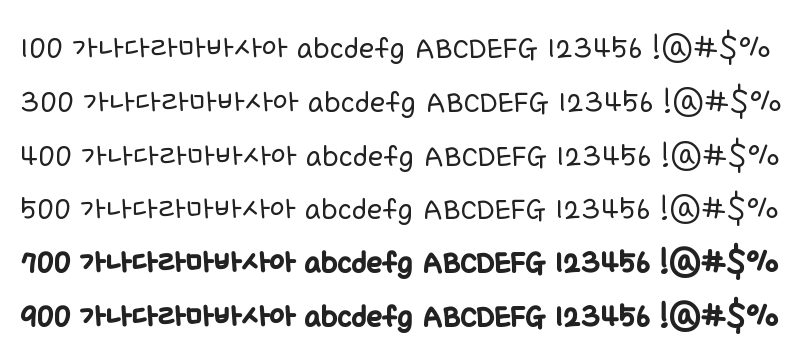 100 가나다라마바사아 abcdefg ABCDEFG 123456 !@#$%
300 가나다라마바사아 abcdefg ABCDEFG 123456 !@#$%
400 가나다라마바사아 abcdefg ABCDEFG 123456 !@#$%
500 가나다라마바사아 abcdefg ABCDEFG 123456 !@#$%
700 가나다라마바사아 abcdefg ABCDEFG 123456 !@#$%
900 가나다라마바사아 abcdefg ABCDEFG 123456 !@#$%